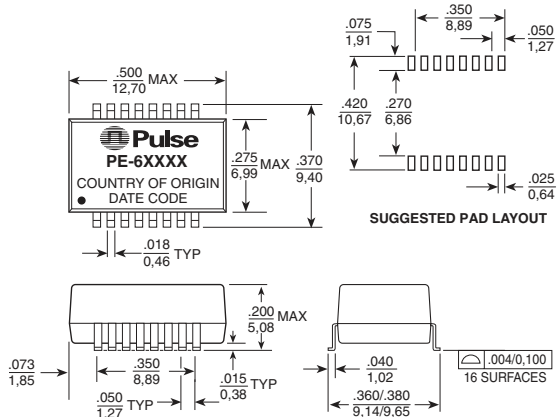 .500
12,70
MAX
Pulse
PE-6XXXX
COUNTRY OF ORIGIN
DATE CODE
.275
6,99
MAX
.370
9,40
.018
0,46
TYP
.075
1,91
.350
8,89
.050
1,27
.420
10,67
.270
6,86
.025
0,64
SUGGESTED PAD LAYOUT
.200
5,08
MAX
.073
1,85
.350
8,89
.015
0,38
TYP
.050
1,27
TYP
.040
1,02
.360/.380
9,14/9,65
.004/0,100
16 SURFACES